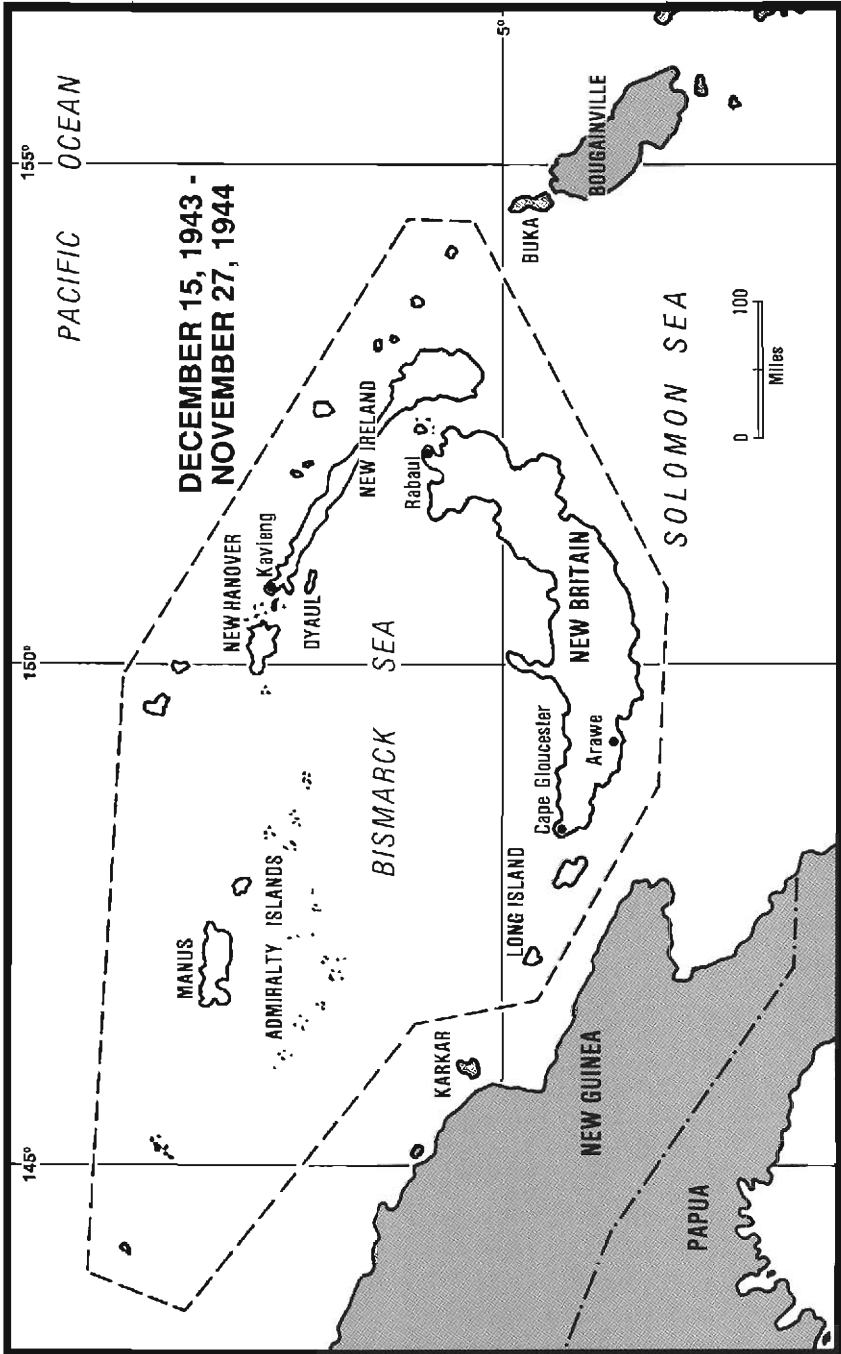 145°
150°
155°
PACIFIC OCEAN
DECEMBER 15, 1943 -
NOVEMBER 27, 1944
MANUS
ADMIRALTY ISLANDS
NEW HANOVER
Kavieng
DYAUL
NEW IRELAND
BISMARCK SEA
Rabaul
5°
KARKAR
LONG ISLAND
Cape Gloucester
NEW BRITAIN
Arawe
BUKA
BOUGAINVILLE
NEW GUINEA
SOLOMON SEA
PAPUA
0 100
Miles